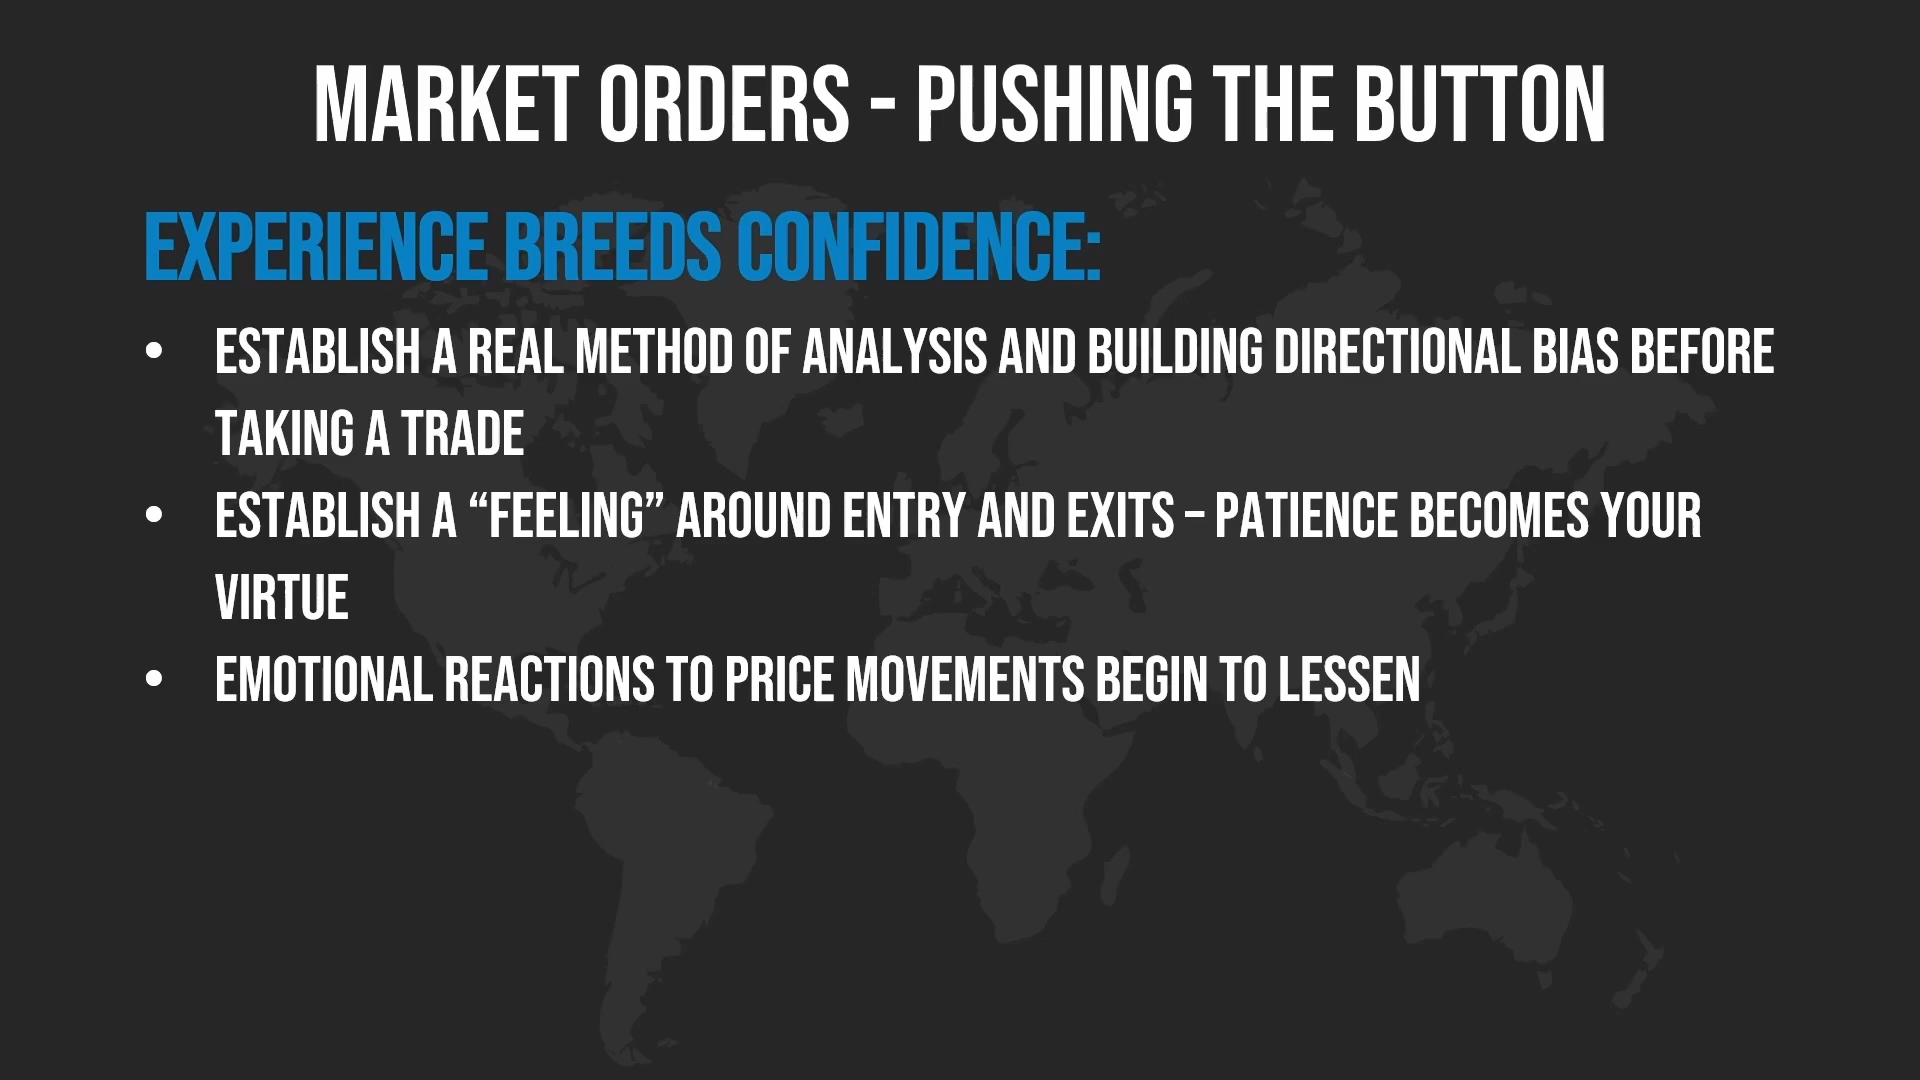 MARKET ORDERS - PUSHING THE BUTTON
EXPERIENCE BREEDS CONFIDENCE:
• ESTABLISH A REAL METHOD OF ANALYSIS AND BUILDING DIRECTIONAL BIAS BEFORE
TAKING A TRADE
• ESTABLISH A “FEELING” AROUND ENTRY AND EXITS – PATIENCE BECOMES YOUR
VIRTUE
• EMOTIONAL REACTIONS TO PRICE MOVEMENTS BEGIN TO LESSEN